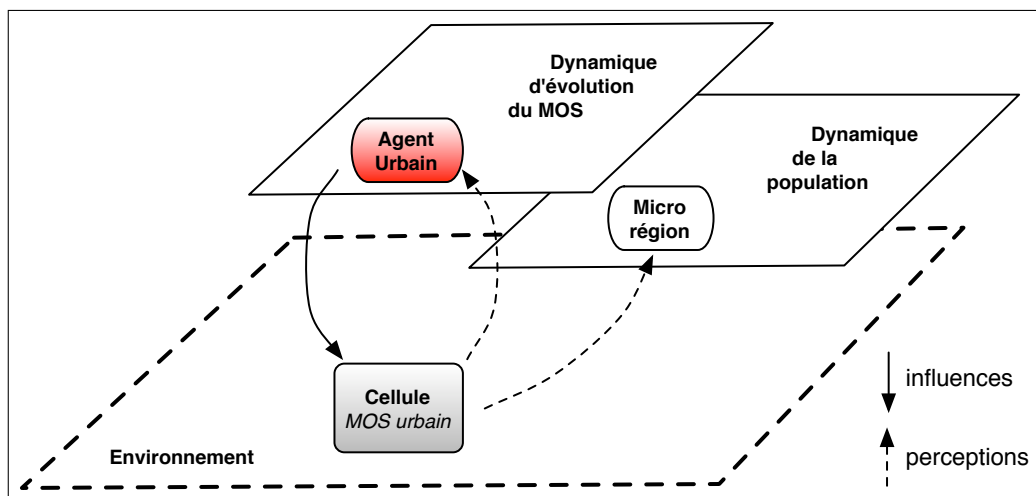 Dynamique
d'évolution
du MOS
Agent
Urbain
Dynamique
de la
population
Micro
région
Cellule
MOS urbain
Environnement
influences
perceptions